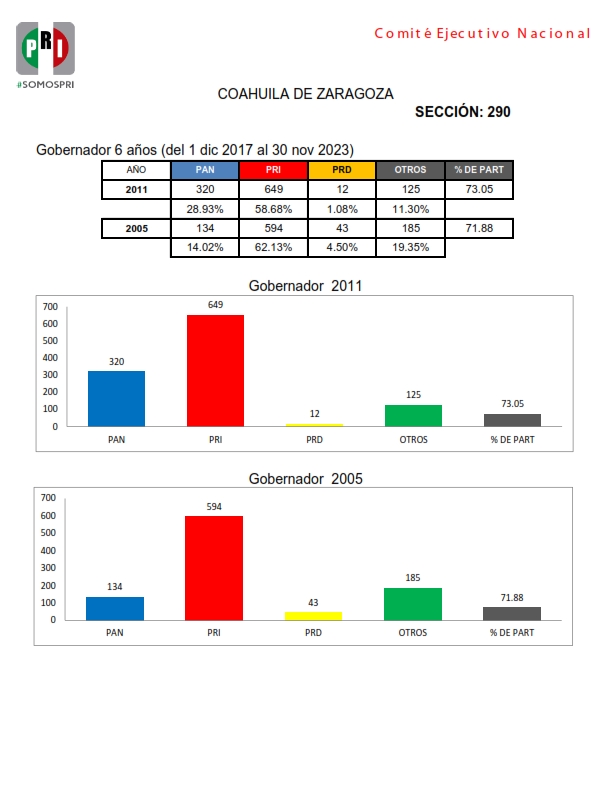 PRI
#SOMOSPRI
Comité Ejecutivo Nacional
COAHUILA DE ZARAGOZA
SECCIÓN: 290
Gobernador 6 años (del 1 dic 2017 al 30 nov 2023)
AÑO PAN PRI PRD OTROS % DE PART
2011 320 649 12 125 73.05
28.93% 58.68% 1.08% 11.30%
2005 134 594 43 185 71.88
14.02% 62.13% 4.50% 19.35%
Gobernador 2011
700
600
500
400
300
200
100
0
320
649
12
125
73.05
PAN PRI PRD OTROS % DE PART
Gobernador 2005
700
600
500
400
300
200
100
0
134
594
43
185
71.88
PAN PRI PRD OTROS % DE PART